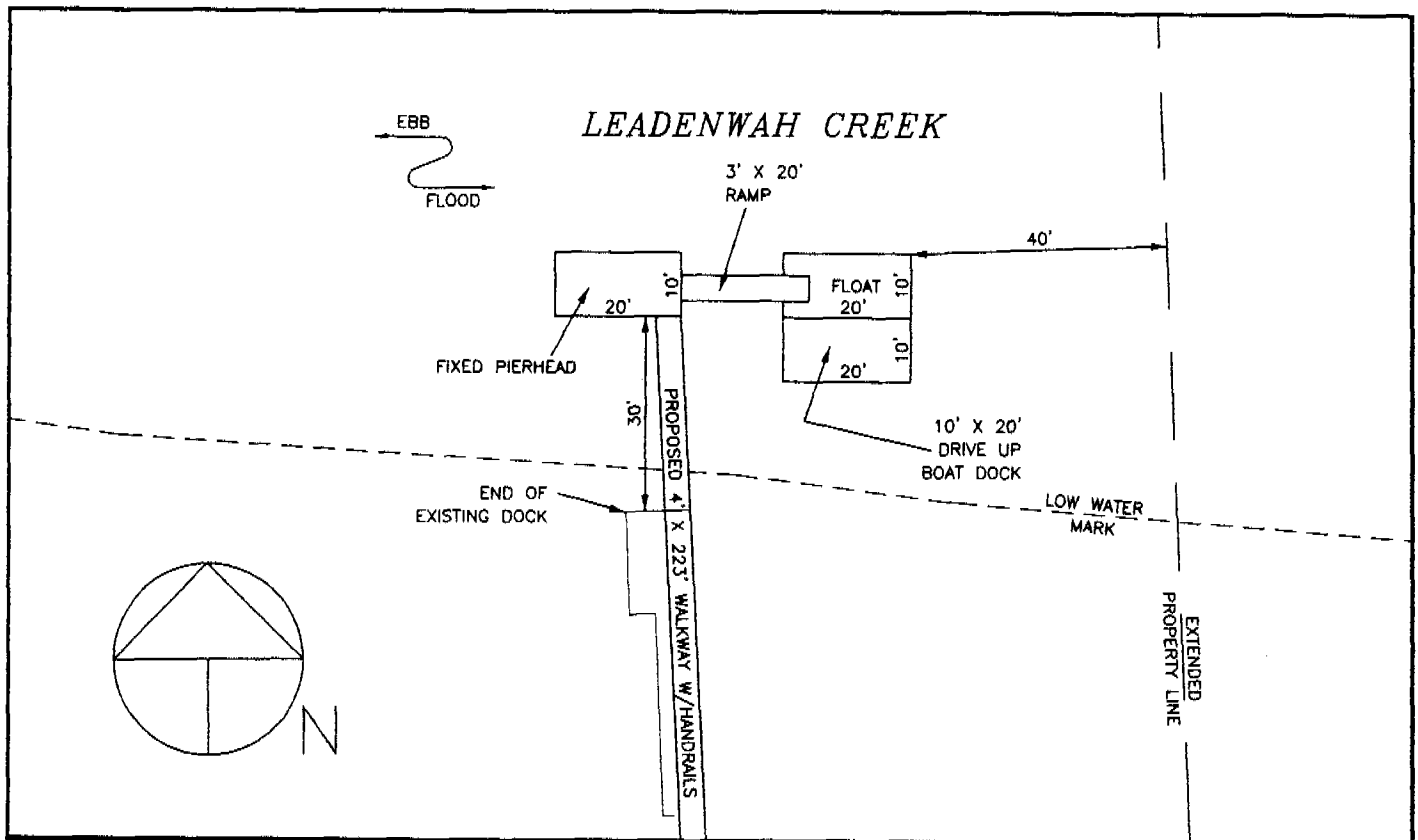 LEADENWAH CREEK
EBB
FLOOD
3' X 20'
RAMP
40'
10'
20'
FLOAT
10'
20'
10'
20'
FIXED PIERHEAD
30'
PROPOSED 4' X 223' WALKWAY W/HANDRAILS
10' X 20'
DRIVE UP
BOAT DOCK
END OF
EXISTING DOCK
LOW WATER
MARK
EXTENDED
PROPERTY LINE
N